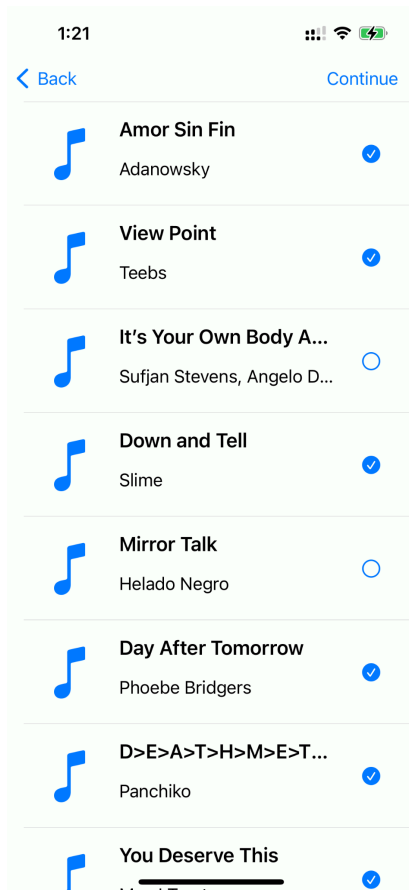 1:21
Back
Continue
Amor Sin Fin
Adanowsky
View Point
Teebs
It’s Your Own Body A...
Sufjan Stevens, Angelo D...
Down and Tell
Slime
Mirror Talk
Helado Negro
Day After Tomorrow
Phoebe Bridgers
D>E>A>T>H>M>E>T...
Panchiko
You Deserve This